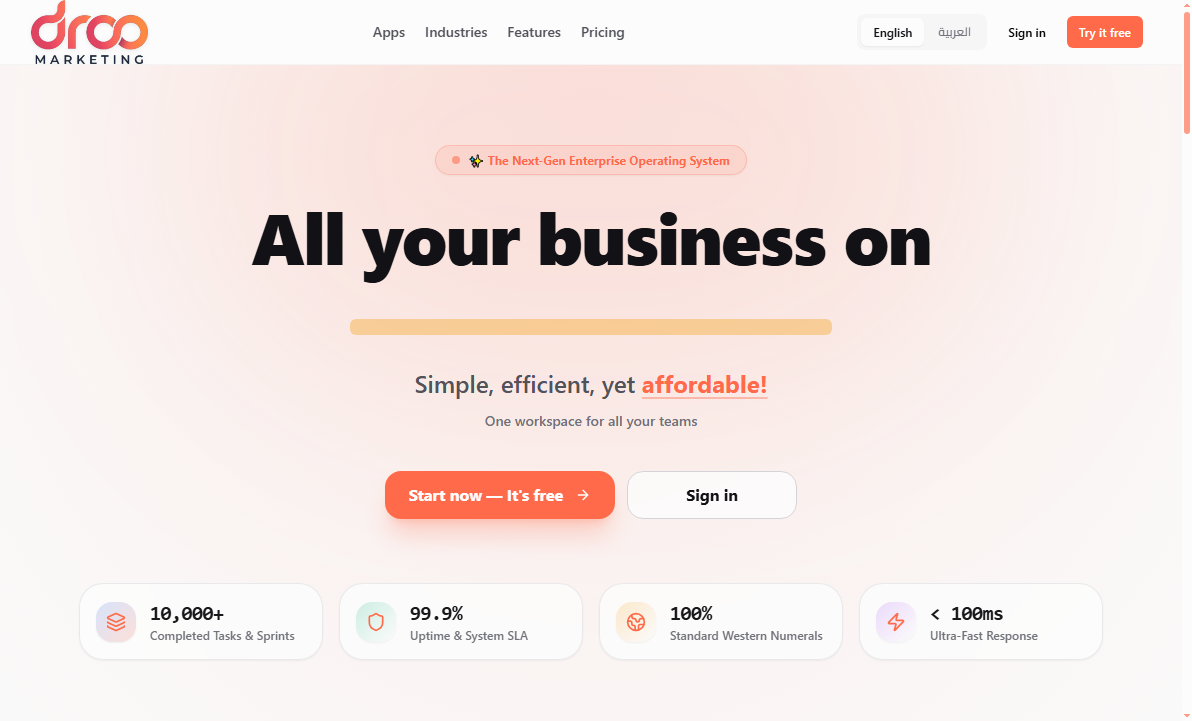 droo
MARKETING
Apps Industries Features Pricing
English العربية Sign in Try it free
✨ The Next-Gen Enterprise Operating System
All your business on
Simple, efficient, yet affordable!
One workspace for all your teams
Start now — It's free → Sign in
10,000+
Completed Tasks & Sprints
99.9%
Uptime & System SLA
100%
Standard Western Numerals
< 100ms
Ultra-Fast Response